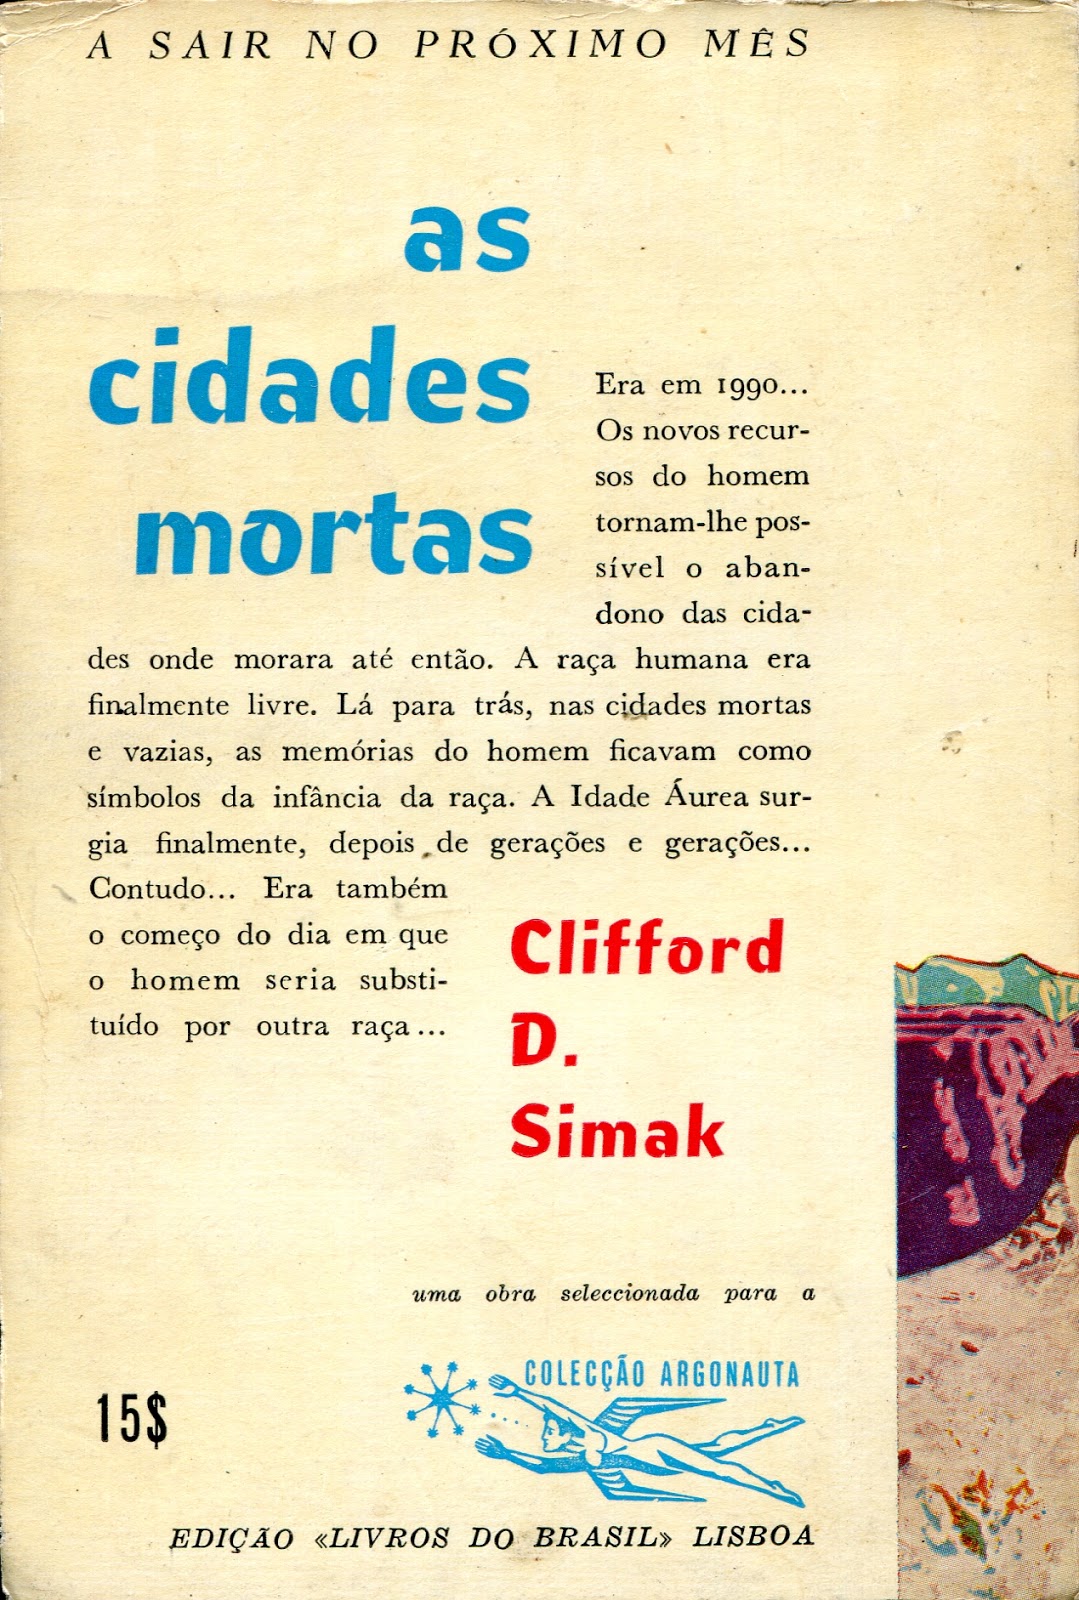 A SAIR NO PRÓXIMO MÊS
as
cidades
mortas
Era em 1990...
Os novos recur-
sos do homem
tornam-lhe pos-
sível o aban-
dono das cida-
des onde morara até então. A raça humana era
finalmente livre. Lá para trás, nas cidades mortas
e vazias, as memórias do homem ficavam como
símbolos da infância da raça. A Idade Áurea sur-
gia finalmente, depois de gerações e gerações...
Contudo... Era também
o começo do dia em que
o homem seria substi-
tuído por outra raça...
Clifford
D.
Simak
uma obra seleccionada para a
COLECÇÃO ARGONAUTA
15$
EDIÇÃO «LIVROS DO BRASIL» LISBOA